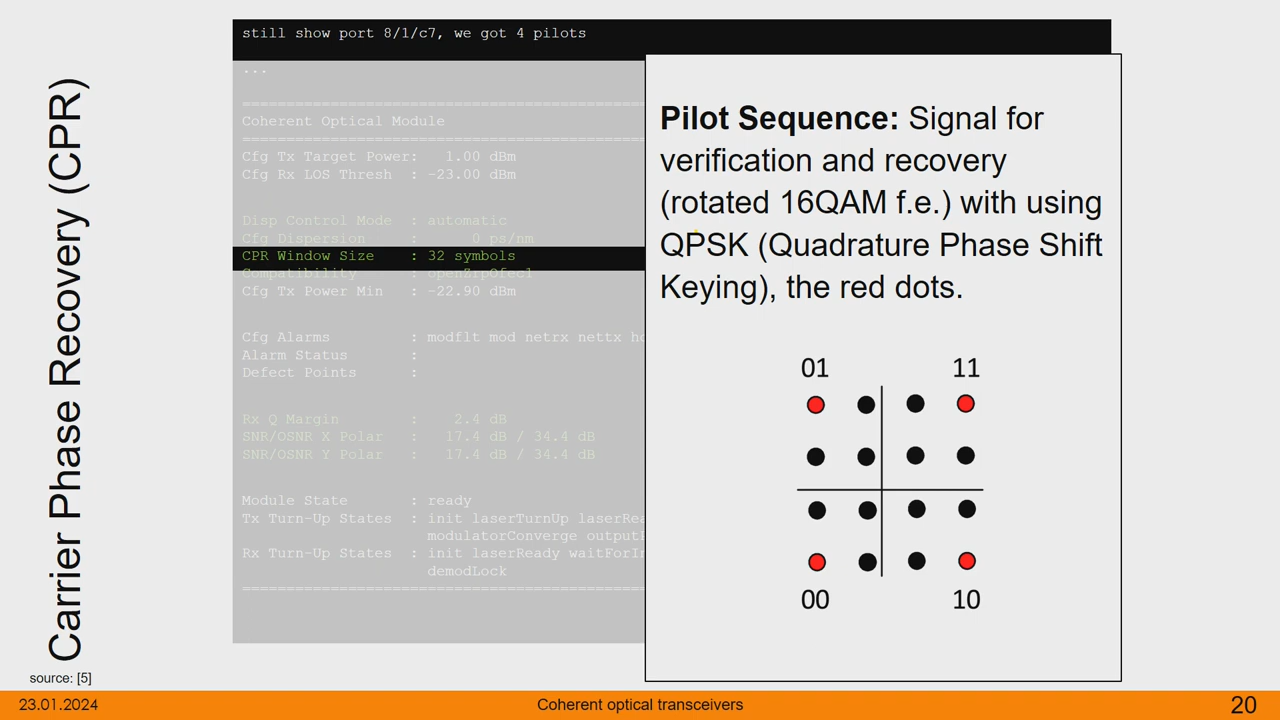 Carrier Phase Recovery (CPR)
still show port 8/1/c7, we got 4 pilots
...
Coherent Optical Module
Cfg Tx Target Power: 1.00 dBm
Cfg Rx LOS Thresh : -23.00 dBm
Disp Control Mode : automatic
Cfg Dispersion : 0 ps/nm
CPR Window Size : 32 symbols
Compatibility :
Cfg Tx Power Min : -22.90 dBm
Cfg Alarms : modflt mod netrx nettx
Alarm Status :
Defect Points :
Rx Q Margin : 2.4 dB
SNR/OSNR X Polar : 17.4 dB / 34.4 dB
SNR/OSNR Y Polar : 17.4 dB / 34.4 dB
Module State : ready
Tx Turn-Up States : init laserTurnUp
modulatorConverge
Rx Turn-Up States : init laserReady
demodLock
Pilot Sequence: Signal for
verification and recovery
(rotated 16QAM f.e.) with using
QPSK (Quadrature Phase Shift
Keying), the red dots.
01 11
00 10
source: [5]
23.01.2024
Coherent optical transceivers
20